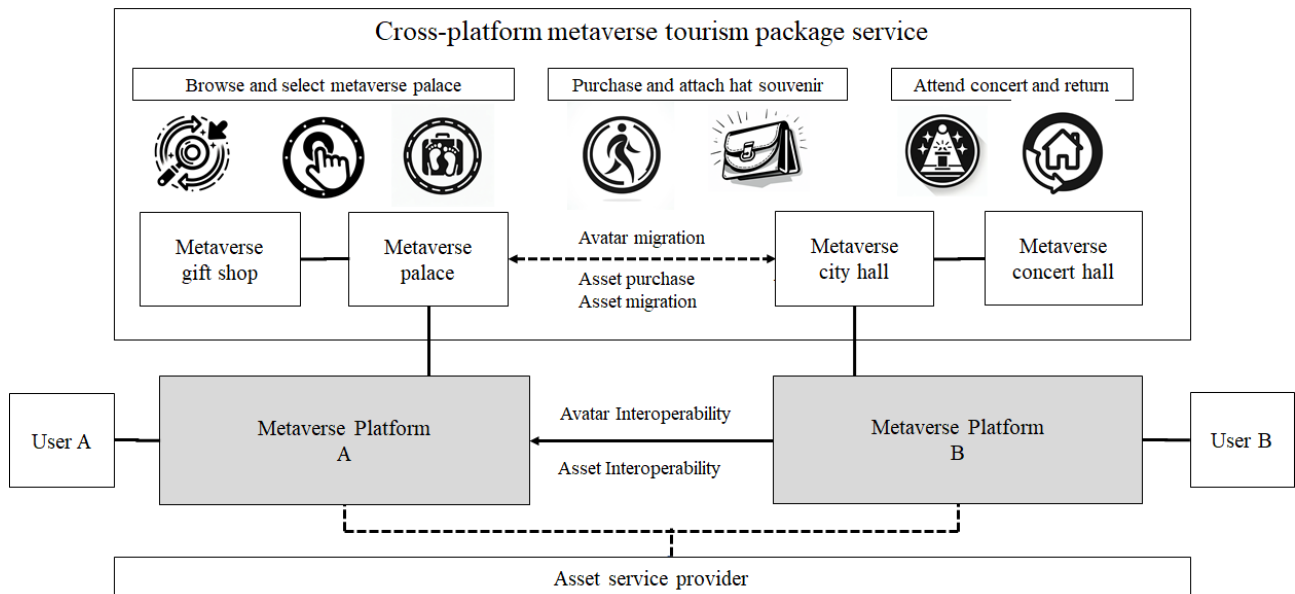 Cross-platform metaverse tourism package service
Browse and select metaverse palace
Purchase and attach hat souvenir
Attend concert and return
Metaverse
gift shop
Metaverse
palace
Avatar migration
Asset purchase
Asset migration
Metaverse
city hall
Metaverse
concert hall
User A
Metaverse Platform
A
Avatar Interoperability
Asset Interoperability
Metaverse Platform
B
User B
Asset service provider